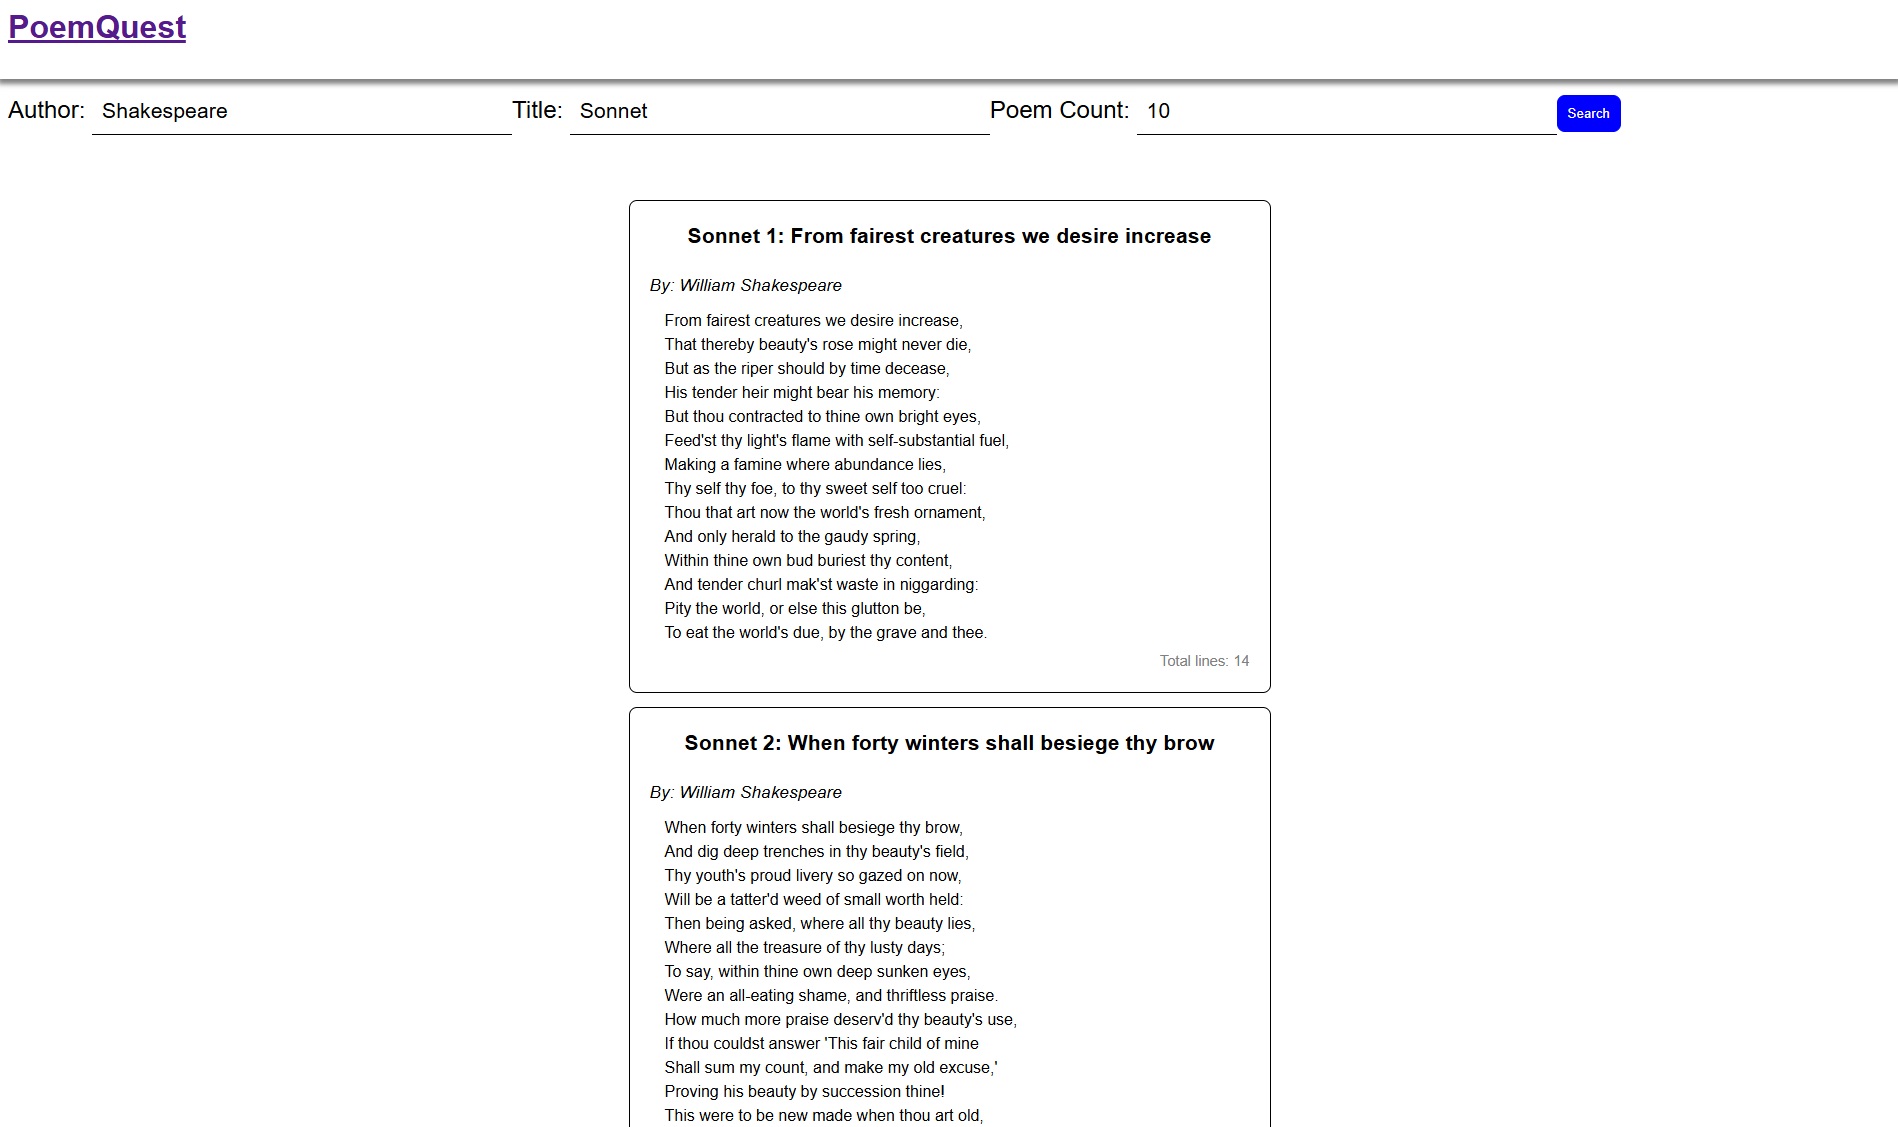 PoemQuest
Author: Shakespeare Title: Sonnet Poem Count: 10 Search
Sonnet 1: From fairest creatures we desire increase
By: William Shakespeare
From fairest creatures we desire increase,
That thereby beauty's rose might never die,
But as the riper should by time decease,
His tender heir might bear his memory:
But thou contracted to thine own bright eyes,
Feed'st thy light's flame with self-substantial fuel,
Making a famine where abundance lies,
Thy self thy foe, to thy sweet self too cruel:
Thou that art now the world's fresh ornament,
And only herald to the gaudy spring,
Within thine own bud buriest thy content,
And tender churl mak'st waste in niggarding:
Pity the world, or else this glutton be,
To eat the world's due, by the grave and thee.
Total lines: 14
Sonnet 2: When forty winters shall besiege thy brow
By: William Shakespeare
When forty winters shall besiege thy brow,
And dig deep trenches in thy beauty's field,
Thy youth's proud livery so gazed on now,
Will be a tatter'd weed of small worth held:
Then being asked, where all thy beauty lies,
Where all the treasure of thy lusty days;
To say, within thine own deep sunken eyes,
Were an all-eating shame, and thriftless praise.
How much more praise deserv'd thy beauty's use,
If thou couldst answer 'This fair child of mine
Shall sum my count, and make my old excuse,'
Proving his beauty by succession thine!
This were to be new made when thou art old,